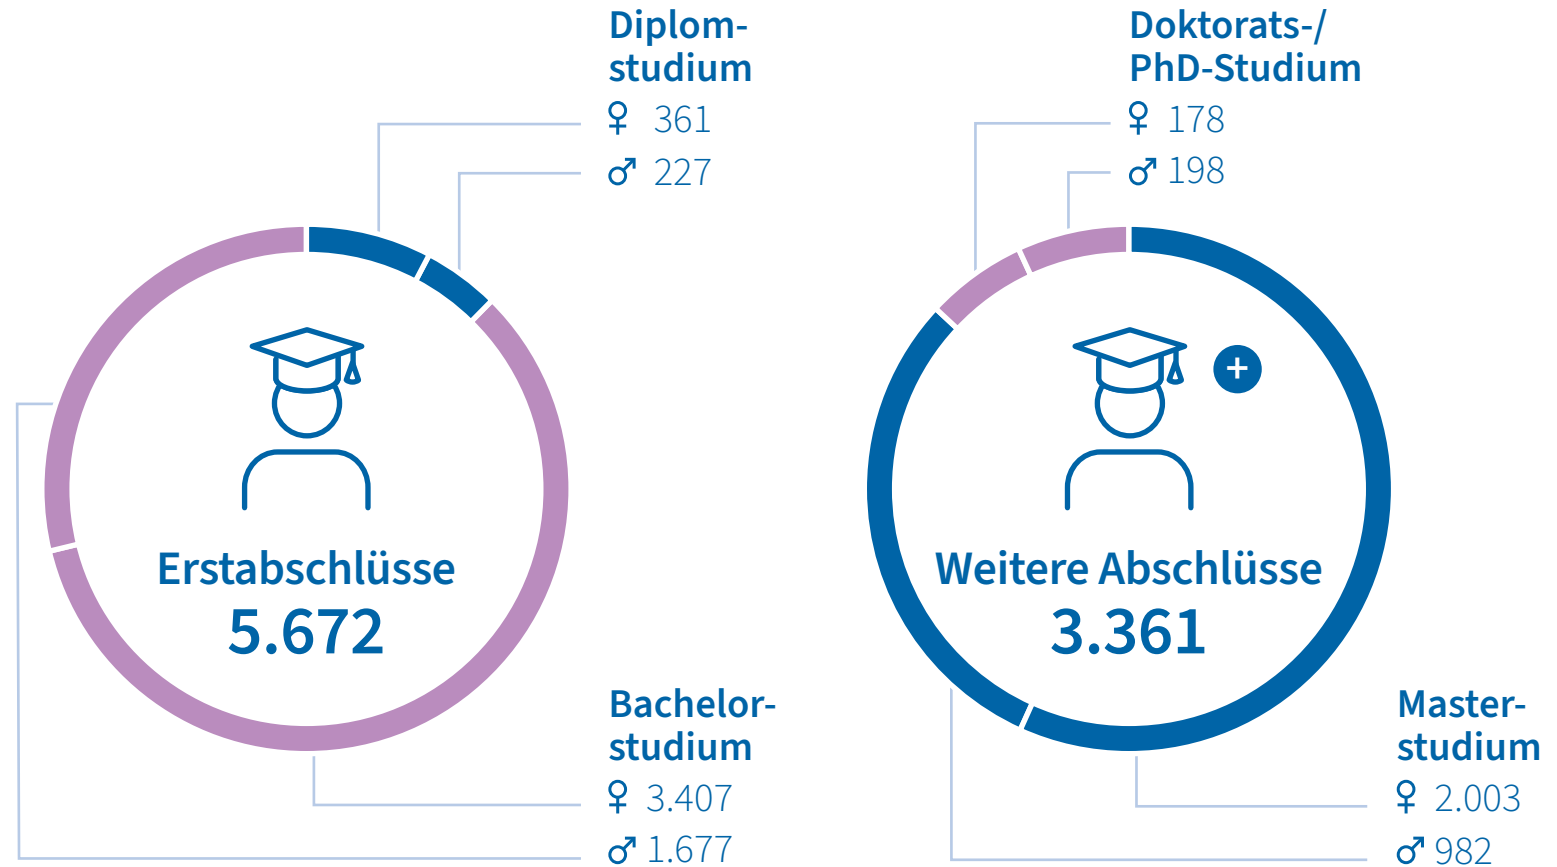 Diplom-
studium
♀ 361
♂ 227
Erstabschlüsse
5.672
Bachelor-
studium
♀ 3.407
♂ 1.677
Doktorats-/
PhD-Studium
♀ 178
♂ 198
+
Weitere Abschlüsse
3.361
Master-
studium
♀ 2.003
♂ 982